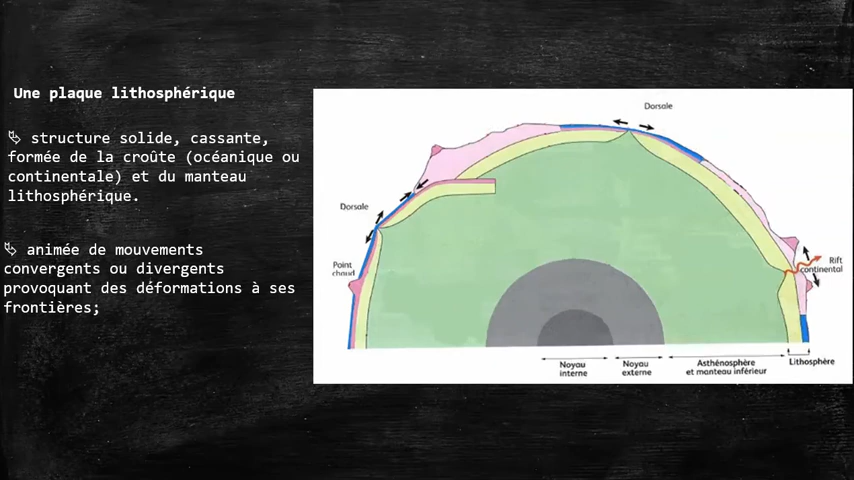 Une plaque lithosphérique
⮱ structure solide, cassante,
formée de la croûte (océanique ou
continentale) et du manteau
lithosphérique.
⮱ animée de mouvements
convergents ou divergents
provoquant des déformations à ses
frontières;
Dorsale
Dorsale
Point
chaud
Rift
continental
Noyau
interne
Noyau
externe
Asthénosphère
et manteau inférieur
Lithosphère